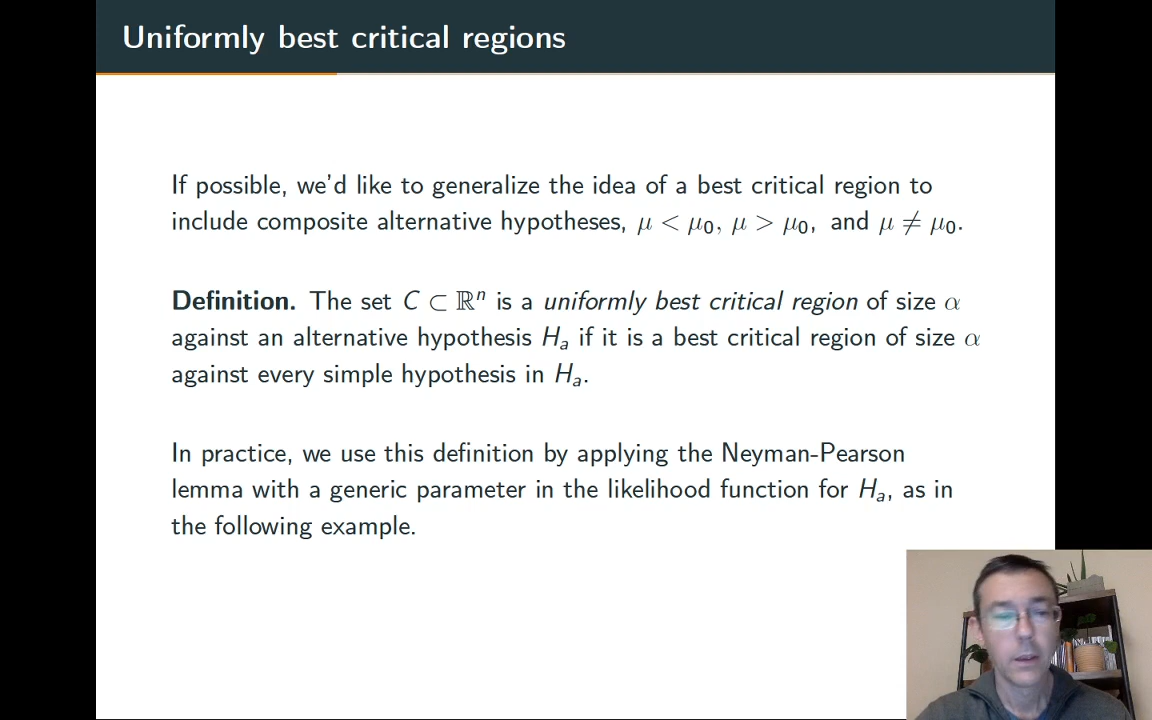 Uniformly best critical regions
If possible, we'd like to generalize the idea of a best critical region to
include composite alternative hypotheses, μ < μ₀, μ > μ₀, and μ ≠ μ₀.
Definition. The set C ⊂ ℝⁿ is a uniformly best critical region of size α
against an alternative hypothesis Hₐ if it is a best critical region of size α
against every simple hypothesis in Hₐ.
In practice, we use this definition by applying the Neyman-Pearson
lemma with a generic parameter in the likelihood function for Hₐ, as in
the following example.